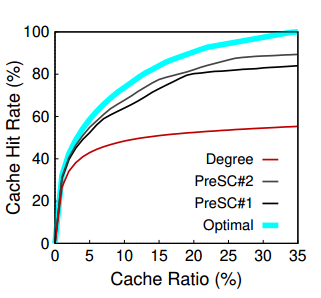 Cache Hit Rate (%)
100
80
60
40
20
0
Degree
PreSC#2
PreSC#1
Optimal
0 5 10 15 20 25 30 35
Cache Ratio (%)